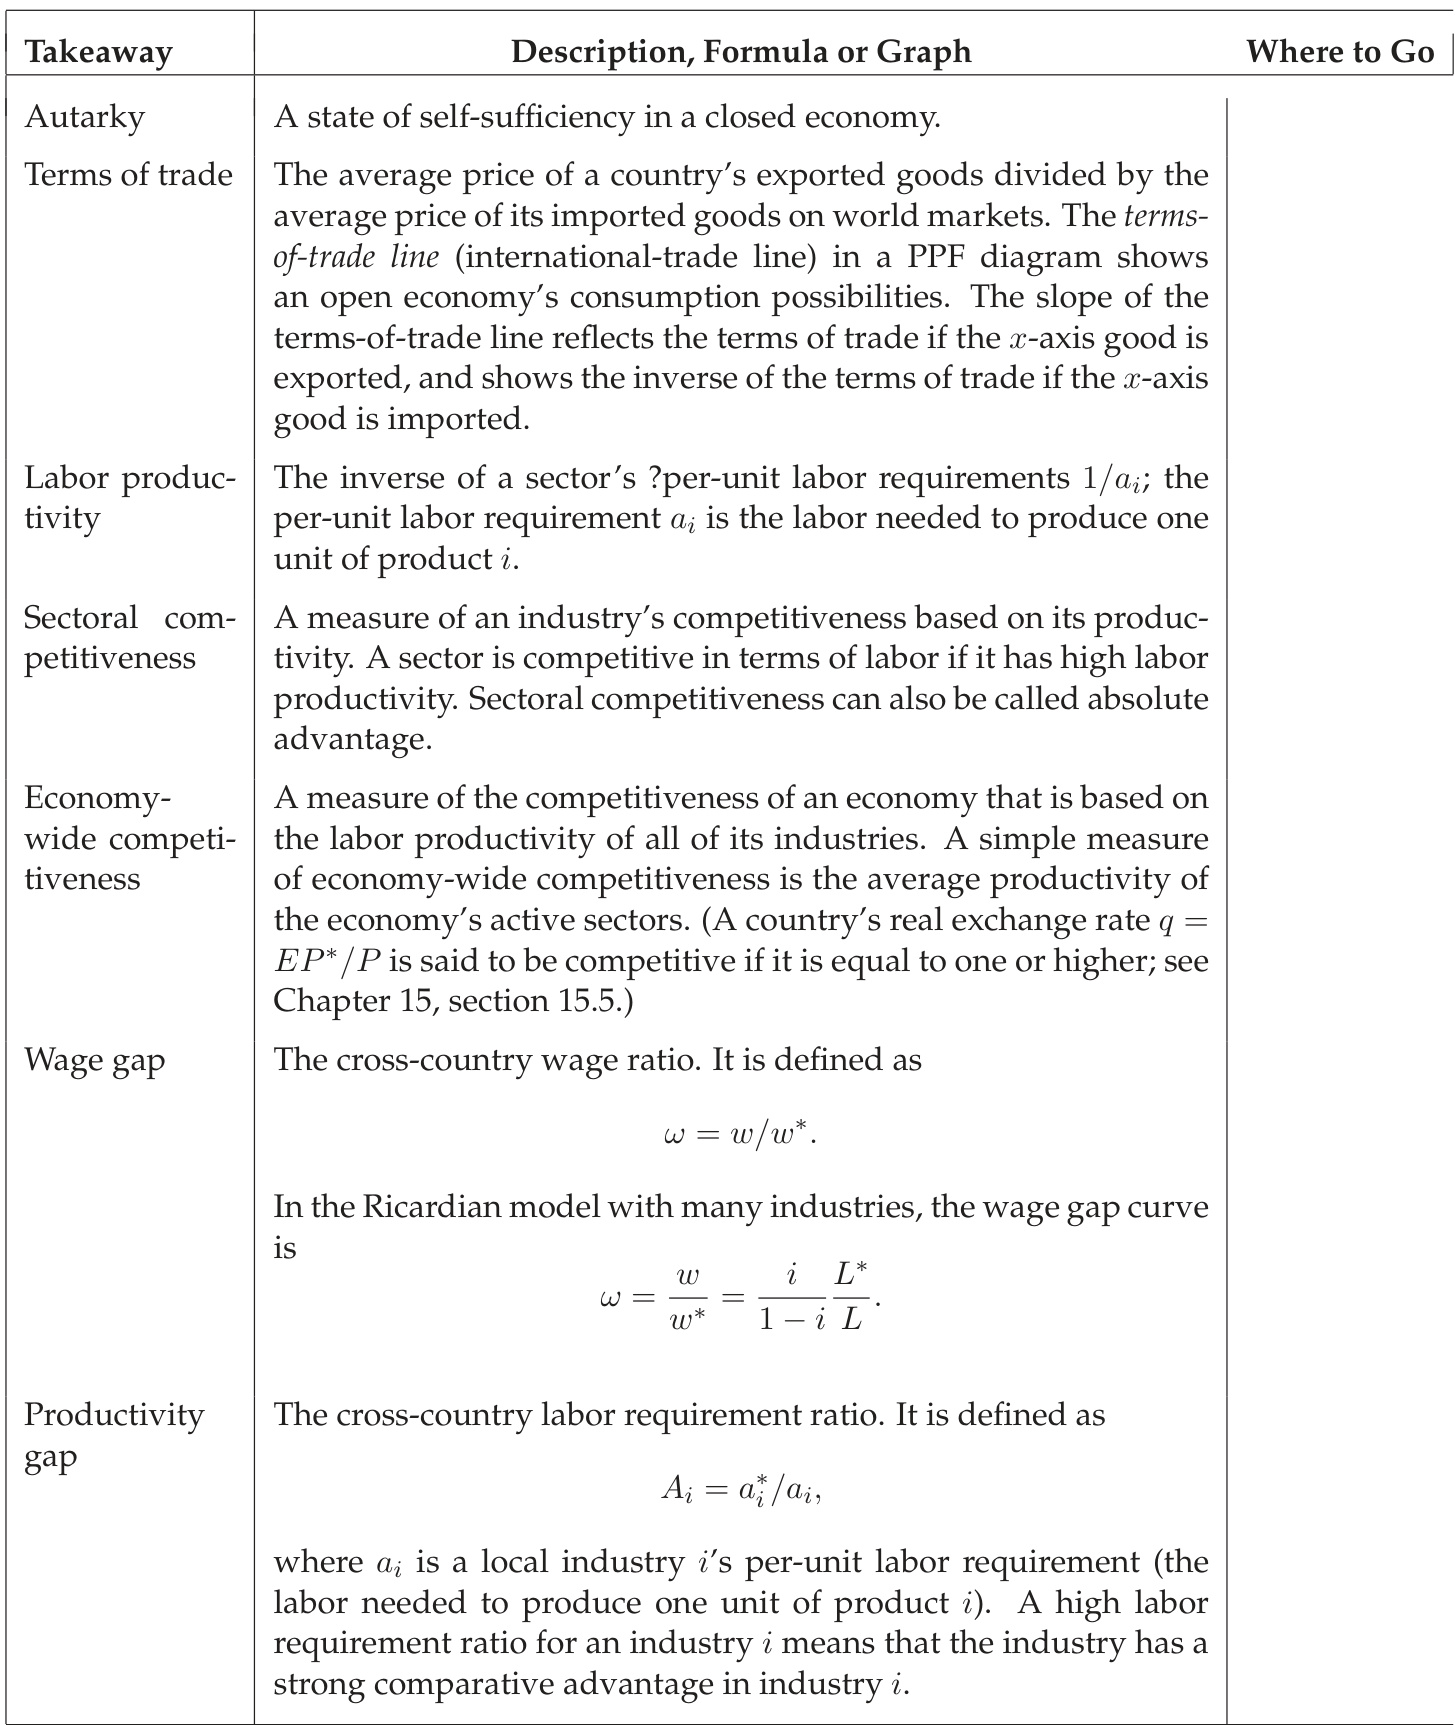 Takeaway Description, Formula or Graph Where to Go
Autarky A state of self-sufficiency in a closed economy.
Terms of trade The average price of a country’s exported goods divided by the
average price of its imported goods on world markets. The terms-
of-trade line (international-trade line) in a PPF diagram shows
an open economy’s consumption possibilities. The slope of the
terms-of-trade line reflects the terms of trade if the x-axis good is
exported, and shows the inverse of the terms of trade if the x-axis
good is imported.
Labor produc- The inverse of a sector’s ?per-unit labor requirements 1/a_i; the
tivity per-unit labor requirement a_i is the labor needed to produce one
unit of product i.
Sectoral com- A measure of an industry’s competitiveness based on its produc-
petitiveness tivity. A sector is competitive in terms of labor if it has high labor
productivity. Sectoral competitiveness can also be called absolute
advantage.
Economy- A measure of the competitiveness of an economy that is based on
wide competi- the labor productivity of all of its industries. A simple measure
tiveness of economy-wide competitiveness is the average productivity of
the economy’s active sectors. (A country’s real exchange rate q =
EP*/P is said to be competitive if it is equal to one or higher; see
Chapter 15, section 15.5.)
Wage gap The cross-country wage ratio. It is defined as
ω = w/w*.
In the Ricardian model with many industries, the wage gap curve
is
ω = w/w* = i/(1 − i) L*/L.
Productivity The cross-country labor requirement ratio. It is defined as
gap
A_i = a_i*/a_i,
where a_i is a local industry i’s per-unit labor requirement (the
labor needed to produce one unit of product i). A high labor
requirement ratio for an industry i means that the industry has a
strong comparative advantage in industry i.